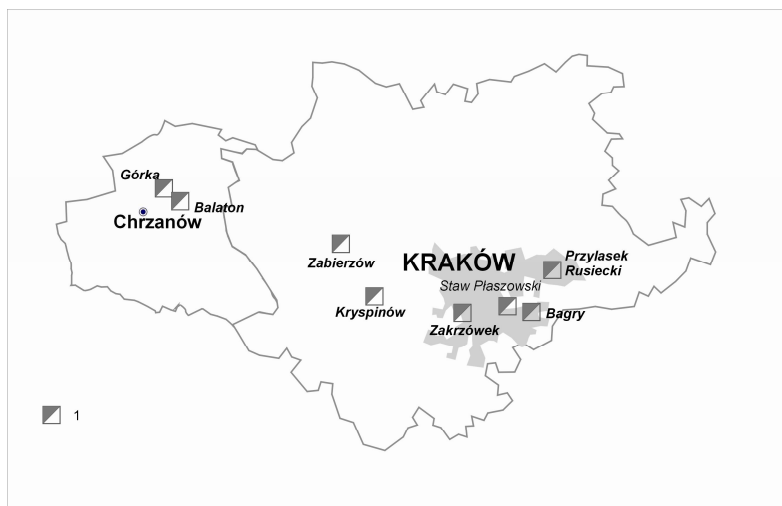 Górka
Balaton
Chrzanów
Zabierzów
KRAKÓW
Przylasek
Rusiecki
Staw Płaszowski
Kryspinów
Bagry
Zakrzówek
1